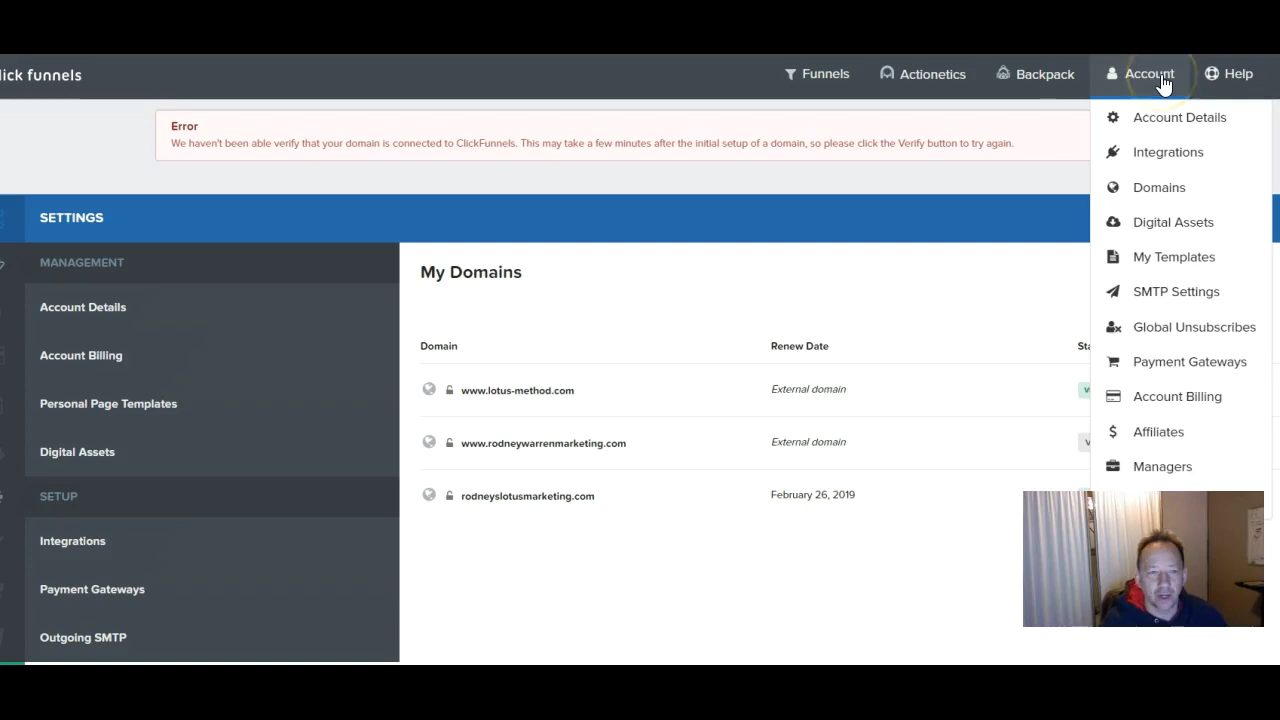 lick funnels
Funnels
Actionetics
Backpack
Account
Help
Error
We haven't been able verify that your domain is connected to ClickFunnels. This may take a few minutes after the initial setup of a domain, so please click the Verify button to try again.
Account Details
Integrations
Domains
Digital Assets
My Templates
SMTP Settings
Global Unsubscribes
Payment Gateways
Account Billing
Affiliates
Managers
SETTINGS
MANAGEMENT
Account Details
Account Billing
Personal Page Templates
Digital Assets
SETUP
Integrations
Payment Gateways
Outgoing SMTP
My Domains
Domain Renew Date
www.lotus-method.com External domain
www.rodneywarrenmarketing.com External domain
rodneyslotusmarketing.com February 26, 2019